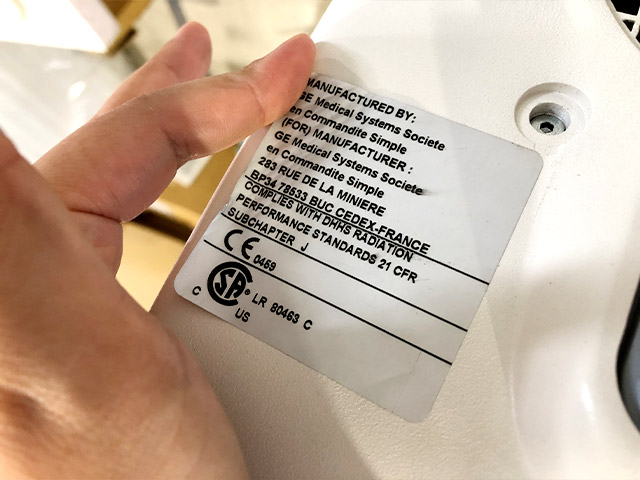 MANUFACTURED BY:
GE Medical Systems Societe
en Commandite Simple
(FOR) MANUFACTURER :
GE Medical Systems Societe
en Commandite Simple
283 RUE DE LA MINIERE
BP34 78533 BUC CEDEX-FRANCE
COMPLIES WITH DHHS RADIATION
PERFORMANCE STANDARDS 21 CFR
SUBCHAPTER J
CE 0459
C SA ® US LR 80463 C